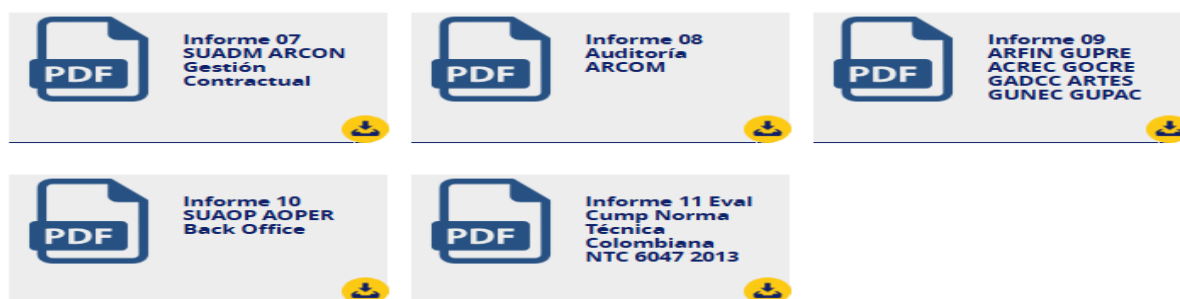 PDF
Informe 07
SUADM ARCON
Gestión
Contractual
PDF
Informe 08
Auditoría
ARCOM
PDF
Informe 09
ARFIN GUPRE
ACREC GOCRE
GADCC ARTES
GUNEC GUPAC
PDF
Informe 10
SUAOP AOPER
Back Office
PDF
Informe 11 Eval
Cump Norma
Técnica
Colombiana
NTC 6047 2013